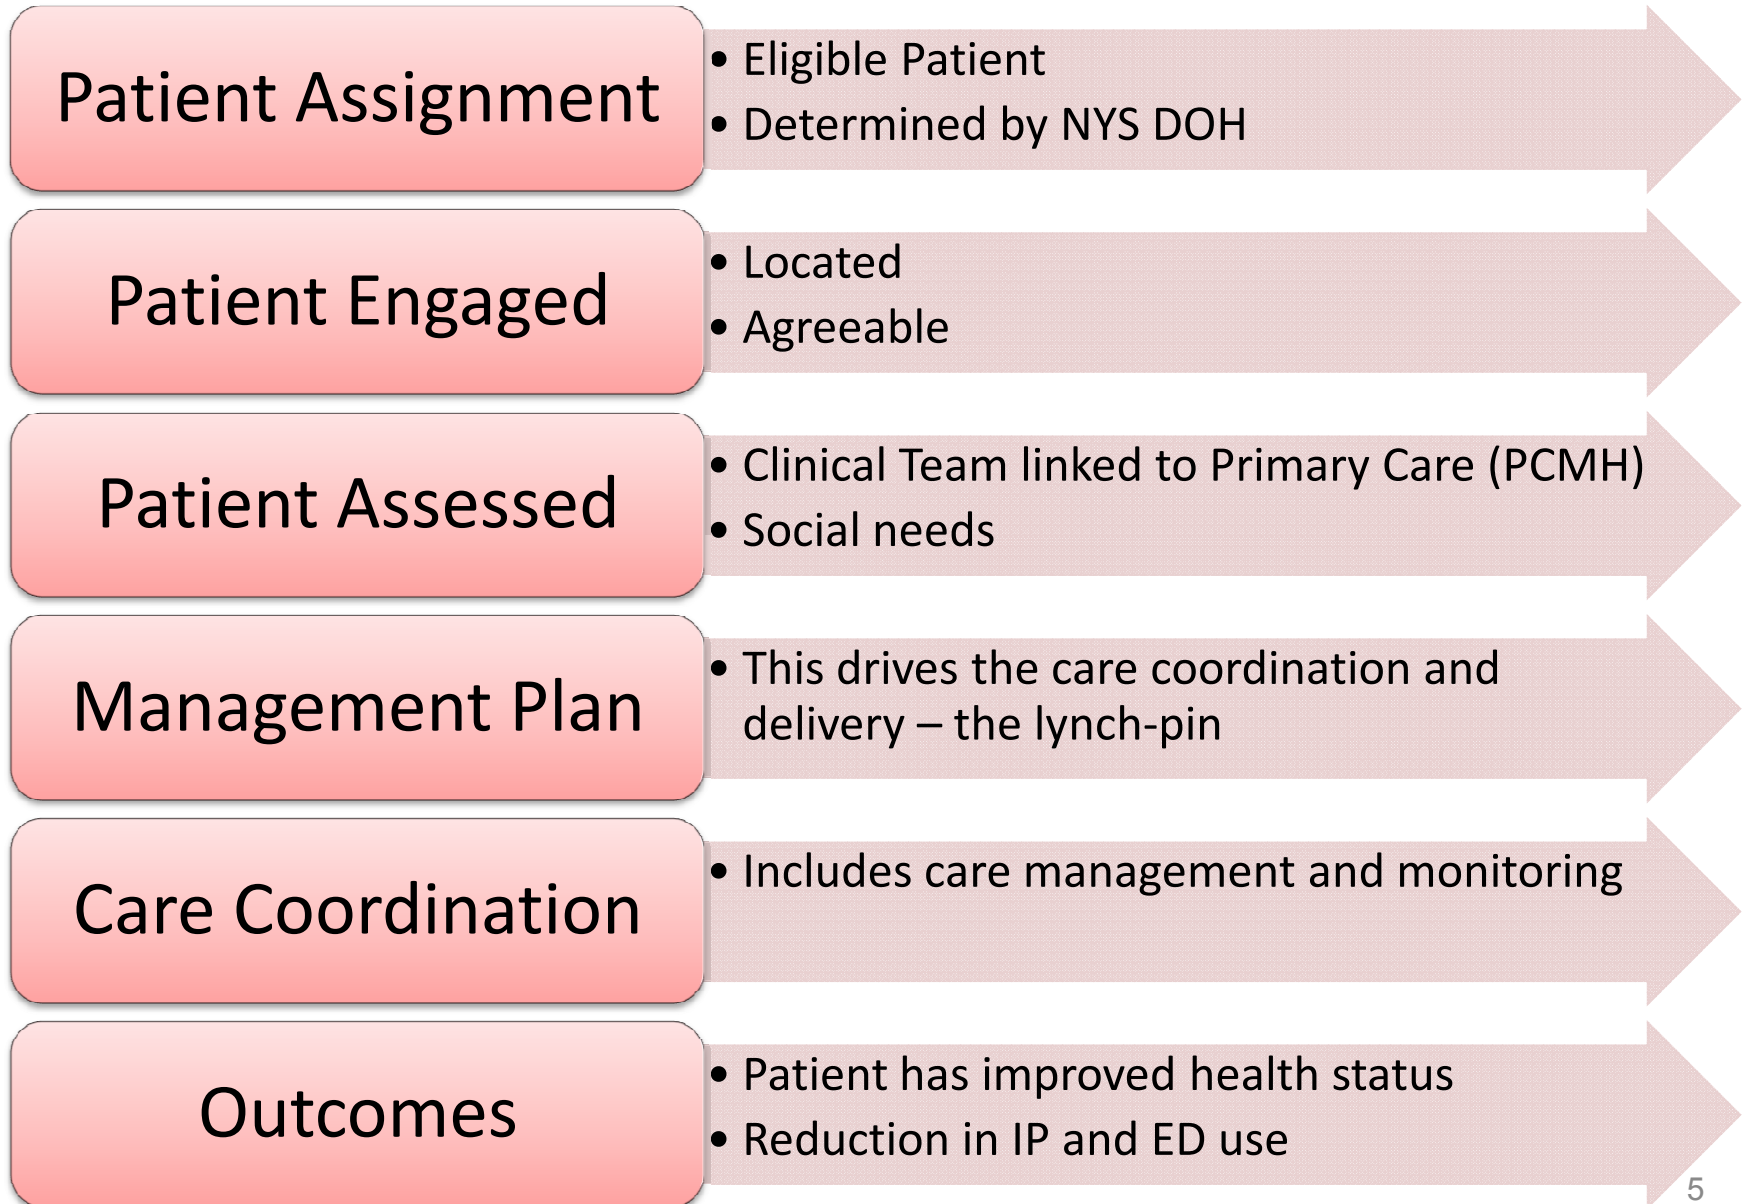 Patient Assignment
• Eligible Patient
• Determined by NYS DOH
Patient Engaged
• Located
• Agreeable
Patient Assessed
• Clinical Team linked to Primary Care (PCMH)
• Social needs
Management Plan
• This drives the care coordination and
delivery – the lynch-pin
Care Coordination
• Includes care management and monitoring
Outcomes
• Patient has improved health status
• Reduction in IP and ED use
5